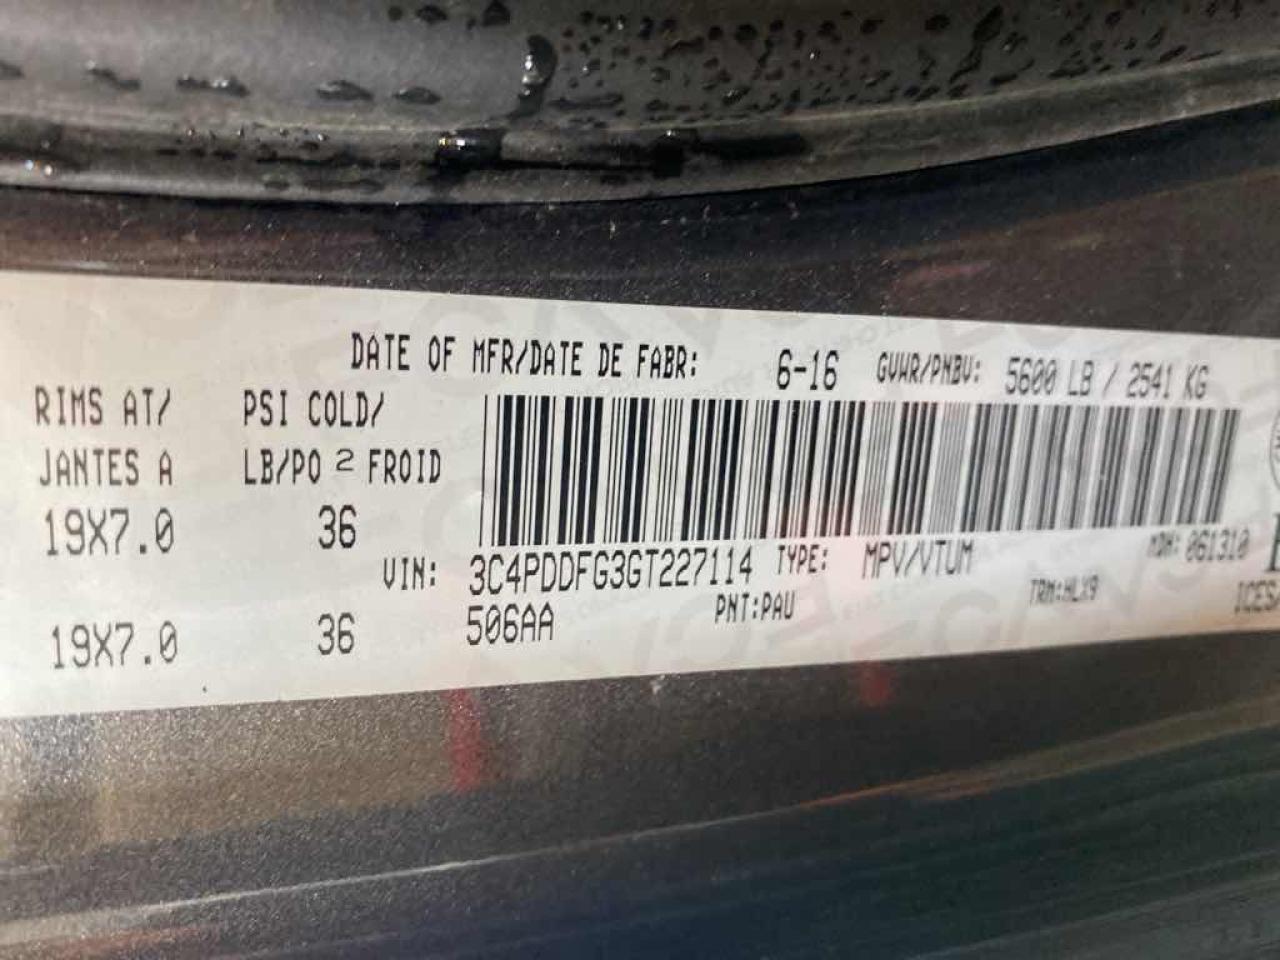 DATE OF MFR/DATE DE FABR: 6-16 GVWR/PNBV: 5600 LB / 2541 KG
RIMS AT/ PSI COLD/
JANTES A LB/PO 2 FROID
19X7.0 36
VIN: 3C4PDDFG3GT227114 TYPE: MPV/VTUM MDH: 061310
506AA PNT:PAU TRM:HLX9
19X7.0 36